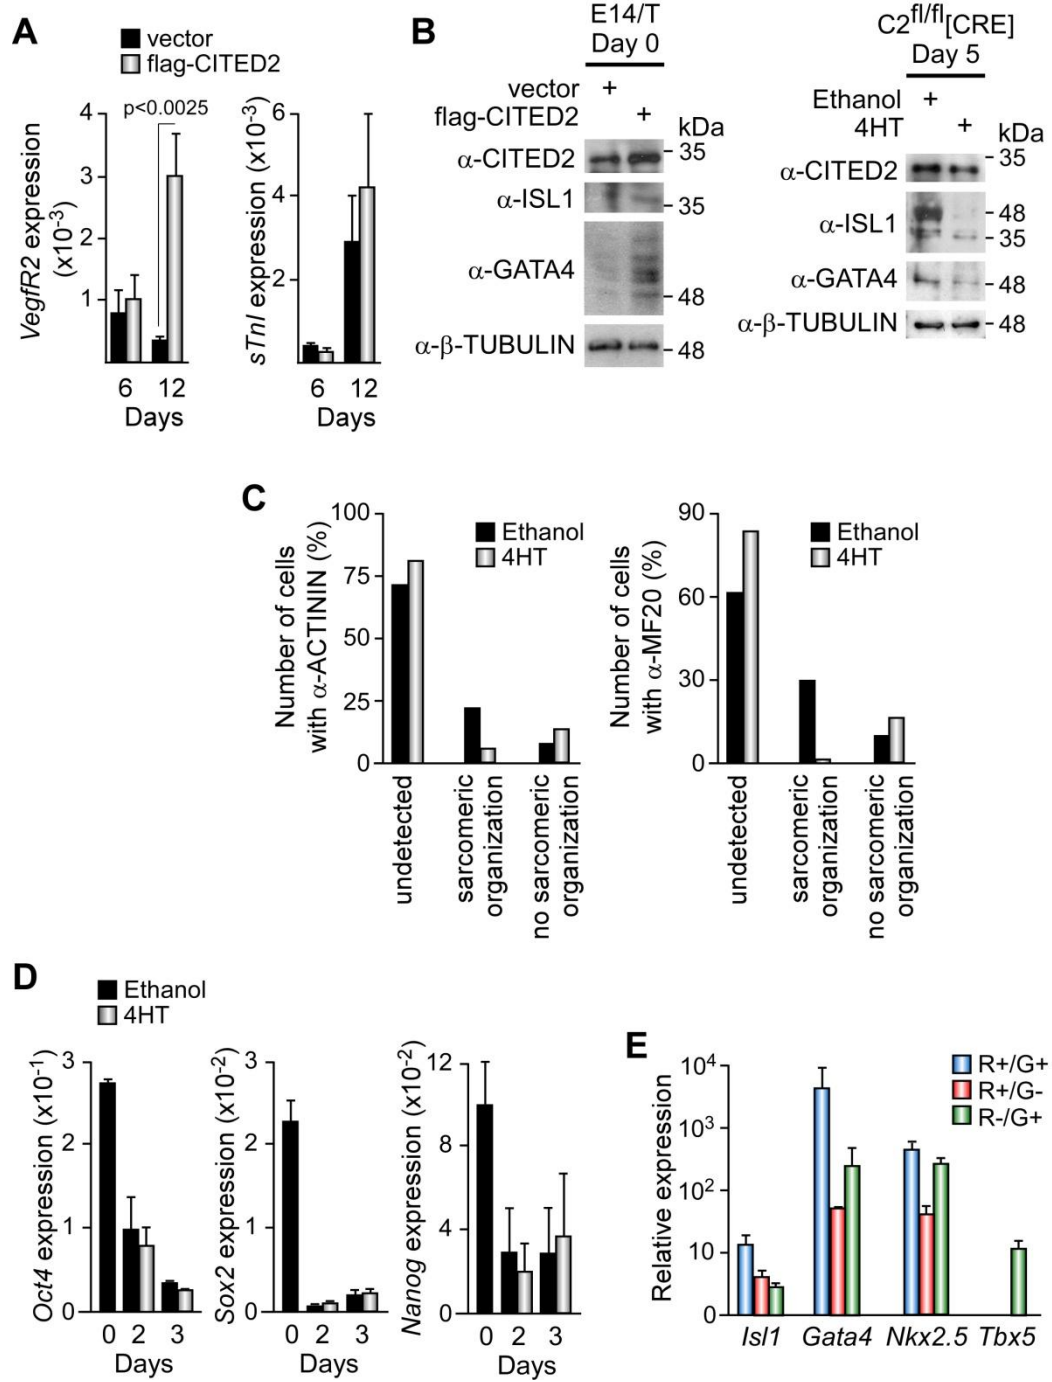 A
vector
flag-CITED2
p<0.0025
VegfR2 expression
(x10-3)
4
3
2
1
6 12
Days
sTnI expression (x10-3)
6
4
2
6 12
Days
B
E14/T
Day 0
vector +
flag-CITED2 +
kDa
α-CITED2
35
α-ISL1
35
α-GATA4
48
α-β-TUBULIN
48
C2fl/fl[CRE]
Day 5
Ethanol +
4HT +
kDa
α-CITED2
35
α-ISL1
48
35
α-GATA4
48
α-β-TUBULIN
48
C
Number of cells
with α-ACTININ (%)
100
75
50
25
0
Ethanol
4HT
undetected
sarcomeric
organization
no sarcomeric
organization
Number of cells
with α-MF20 (%)
90
60
30
0
Ethanol
4HT
undetected
sarcomeric
organization
no sarcomeric
organization
D
Ethanol
4HT
Oct4 expression (x10-1)
3
2
1
0
0 2 3
Days
Sox2 expression (x10-2)
3
2
1
0
0 2 3
Days
Nanog expression (x10-2)
12
8
4
0
0 2 3
Days
E
Relative expression
104
103
102
10
0
R+/G+
R+/G-
R-/G+
Isl1 Gata4 Nkx2.5 Tbx5